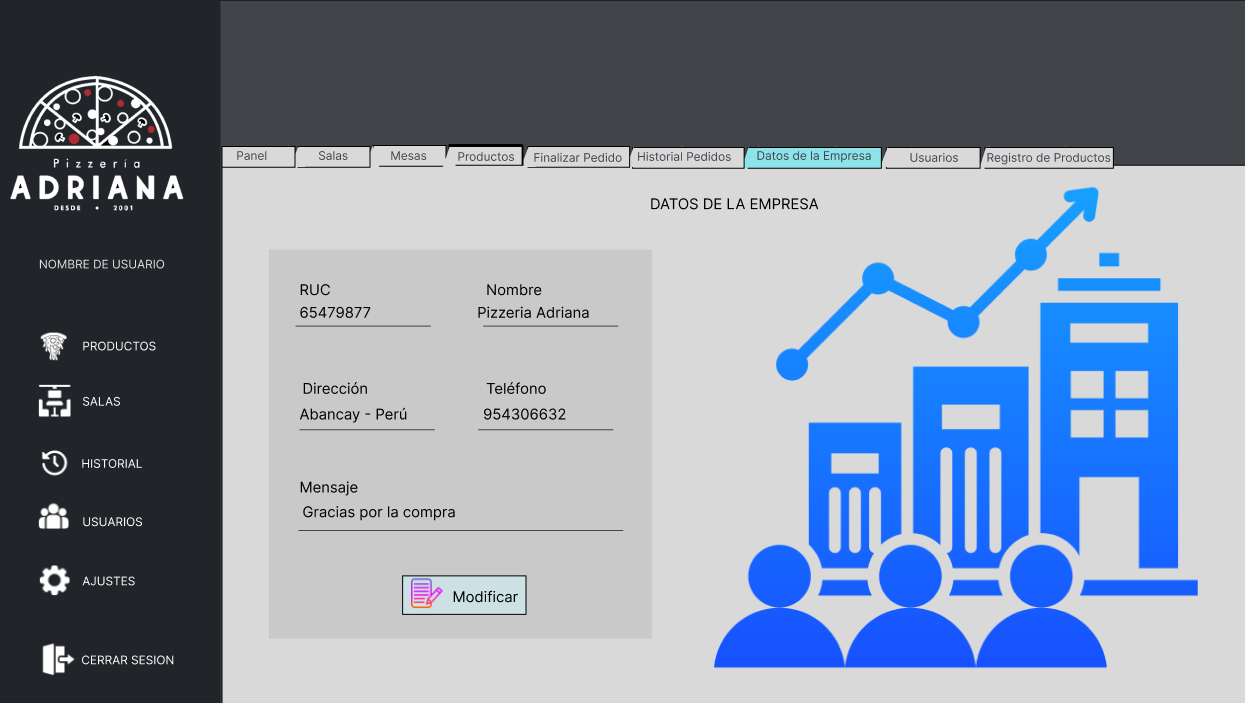 Pizzería
ADRIANA
DESDE • 2001
NOMBRE DE USUARIO
PRODUCTOS
SALAS
HISTORIAL
USUARIOS
AJUSTES
CERRAR SESION
Panel
Salas
Mesas
Productos
Finalizar Pedido
Historial Pedidos
Datos de la Empresa
Usuarios
Registro de Productos
DATOS DE LA EMPRESA
RUC
65479877
Nombre
Pizzeria Adriana
Dirección
Abancay - Perú
Teléfono
954306632
Mensaje
Gracias por la compra
Modificar